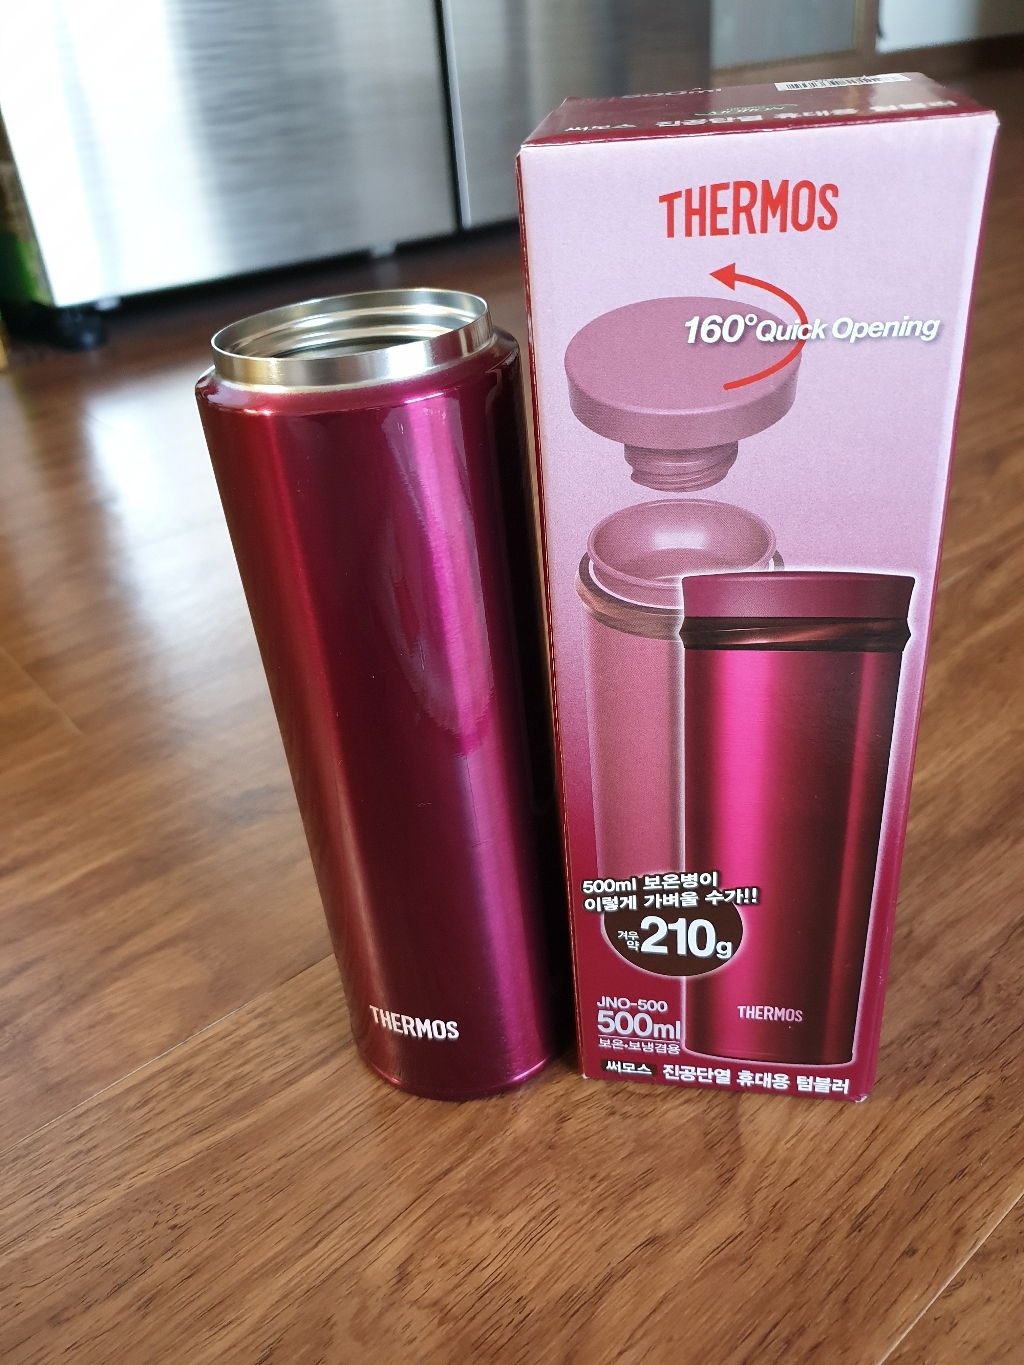 THERMOS
160° Quick Opening
500ml 보온병이
이렇게 가벼울 수가!!
겨우
약 210g
JNO-500
500ml
보온·보냉겸용
써모스 진공단열 휴대용 텀블러
THERMOS
THERMOS